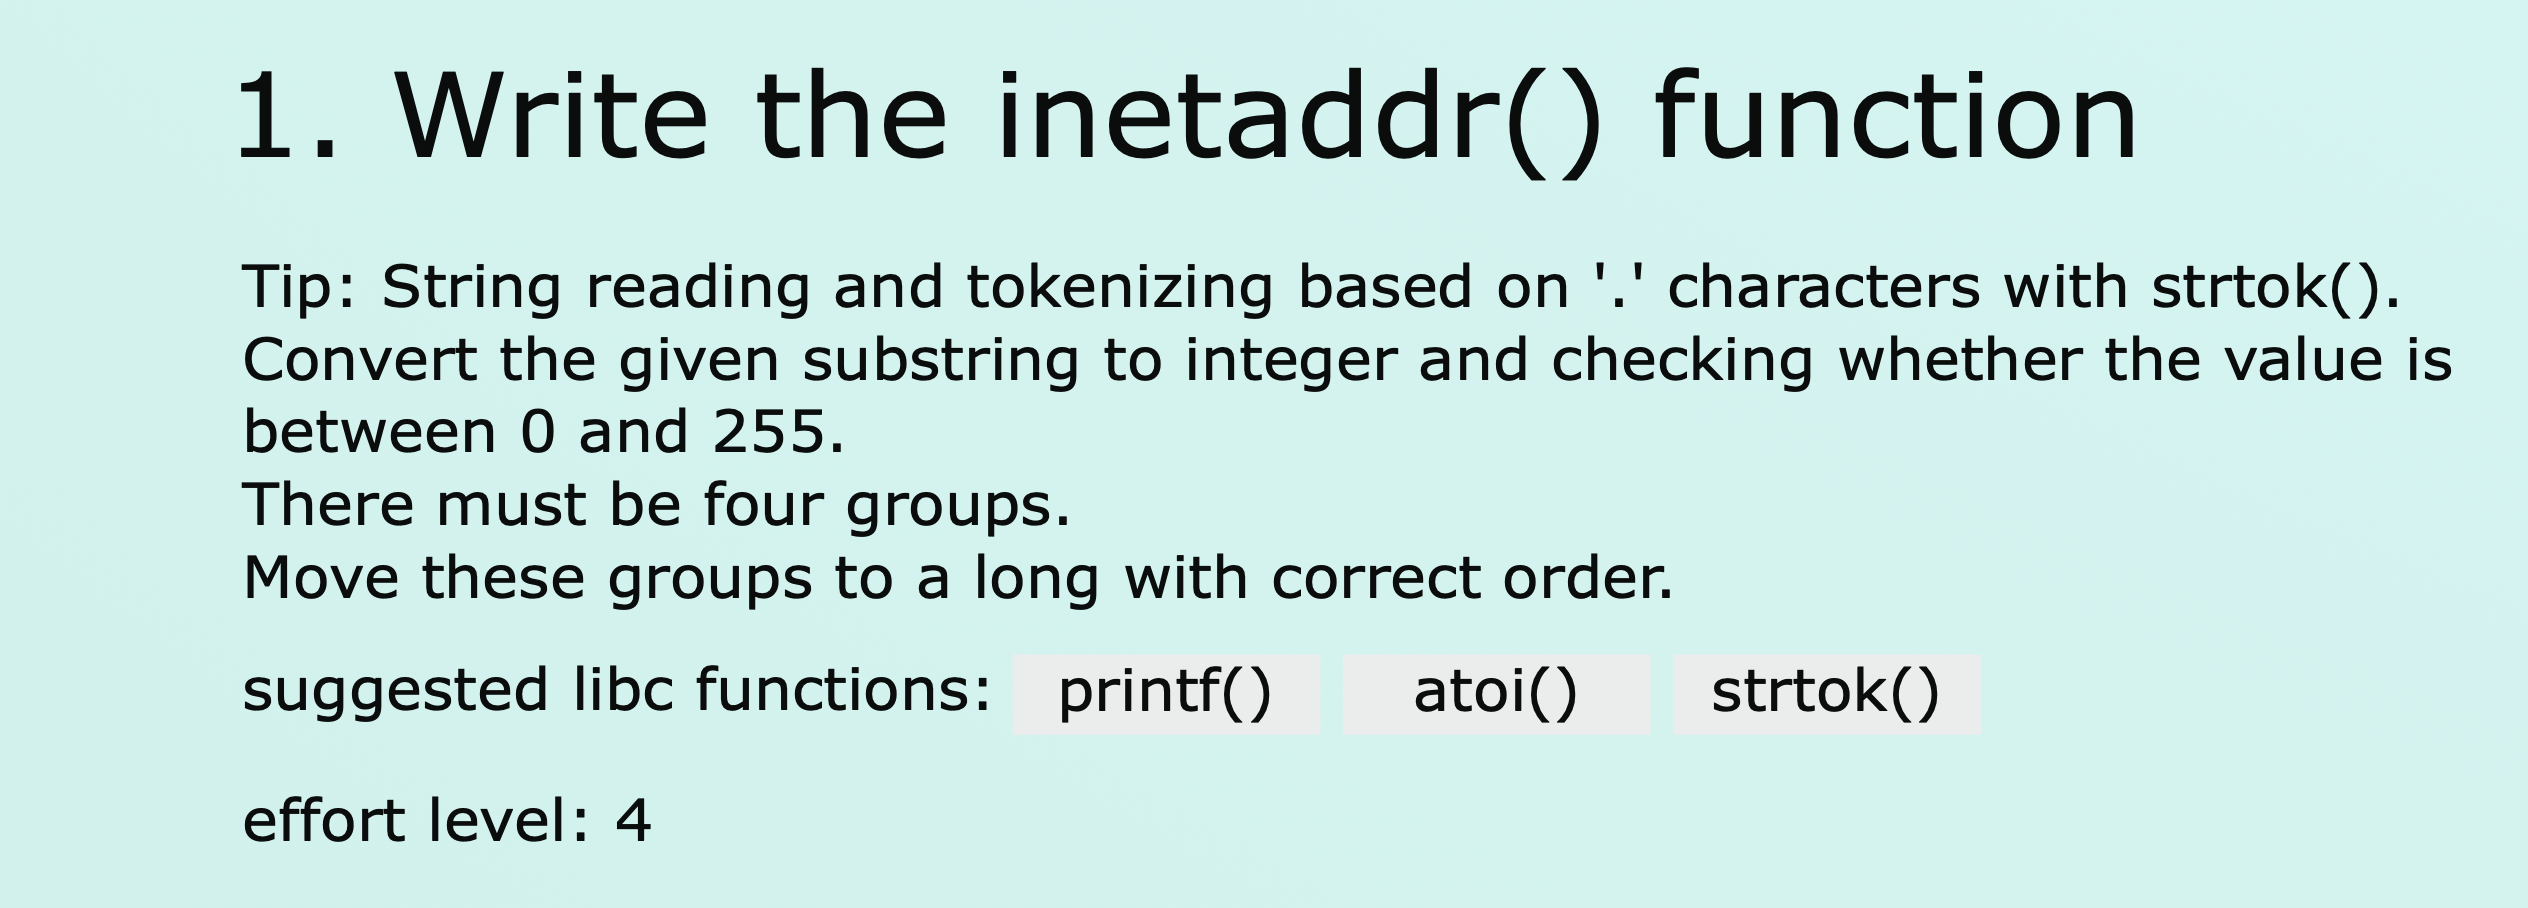 1. Write the inetaddr() function
Tip: String reading and tokenizing based on '.' characters with strtok().
Convert the given substring to integer and checking whether the value is
between 0 and 255.
There must be four groups.
Move these groups to a long with correct order.
suggested libc functions: printf() atoi() strtok()
effort level: 4